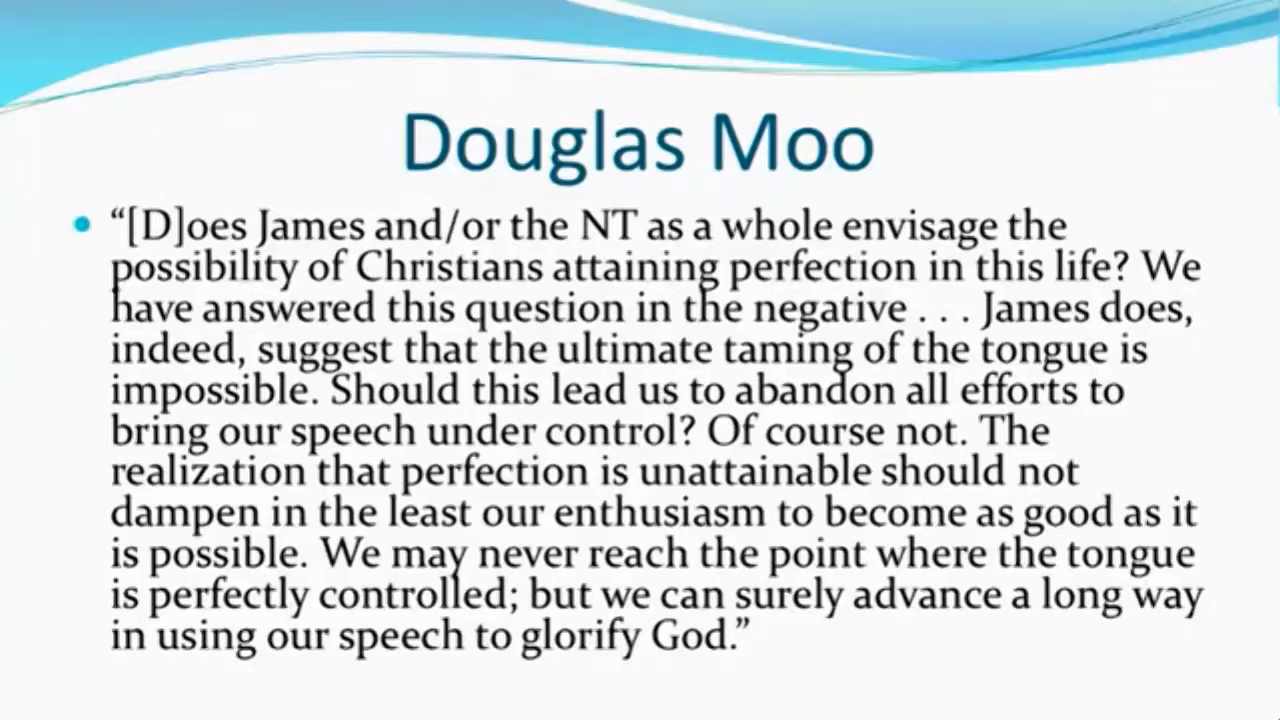 Douglas Moo
• “[D]oes James and/or the NT as a whole envisage the
possibility of Christians attaining perfection in this life? We
have answered this question in the negative . . . James does,
indeed, suggest that the ultimate taming of the tongue is
impossible. Should this lead us to abandon all efforts to
bring our speech under control? Of course not. The
realization that perfection is unattainable should not
dampen in the least our enthusiasm to become as good as it
is possible. We may never reach the point where the tongue
is perfectly controlled; but we can surely advance a long way
in using our speech to glorify God.”